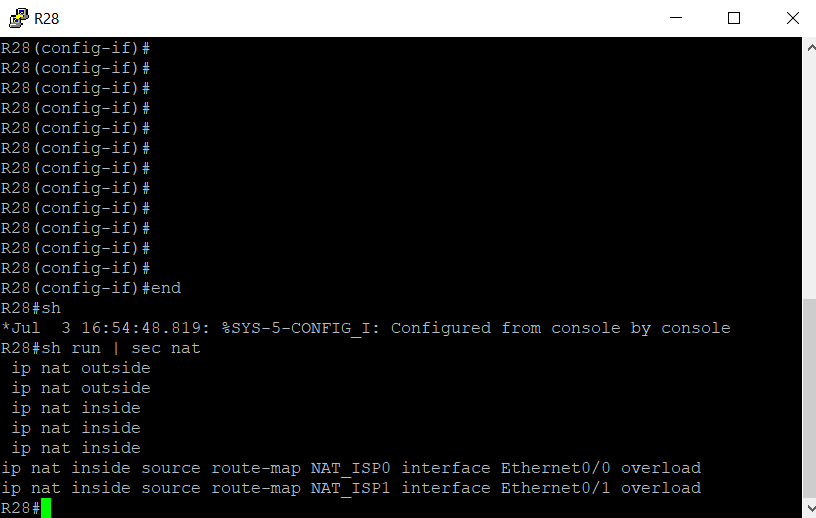 R28
R28(config-if)#
R28(config-if)#
R28(config-if)#
R28(config-if)#
R28(config-if)#
R28(config-if)#
R28(config-if)#
R28(config-if)#
R28(config-if)#
R28(config-if)#
R28(config-if)#
R28(config-if)#
R28(config-if)#end
R28#sh
*Jul  3 16:54:48.819: %SYS-5-CONFIG_I: Configured from console by console
R28#sh run | sec nat
 ip nat outside
 ip nat outside
 ip nat inside
 ip nat inside
 ip nat inside
ip nat inside source route-map NAT_ISP0 interface Ethernet0/0 overload
ip nat inside source route-map NAT_ISP1 interface Ethernet0/1 overload
R28#